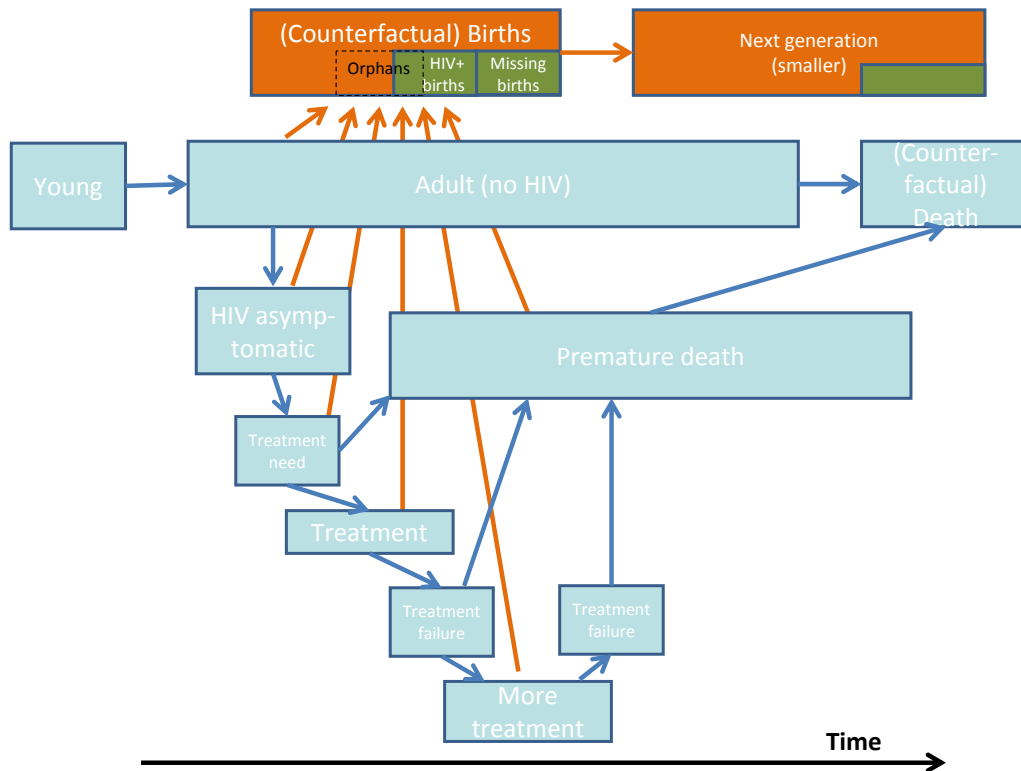 (Counterfactual) Births
Orphans
HIV+
births
Missing
births
Next generation
(smaller)
Young
Adult (no HIV)
(Counter-
factual)
Death
HIV asymp-
tomatic
Premature death
Treatment
need
Treatment
Treatment
failure
Treatment
failure
More
treatment
Time